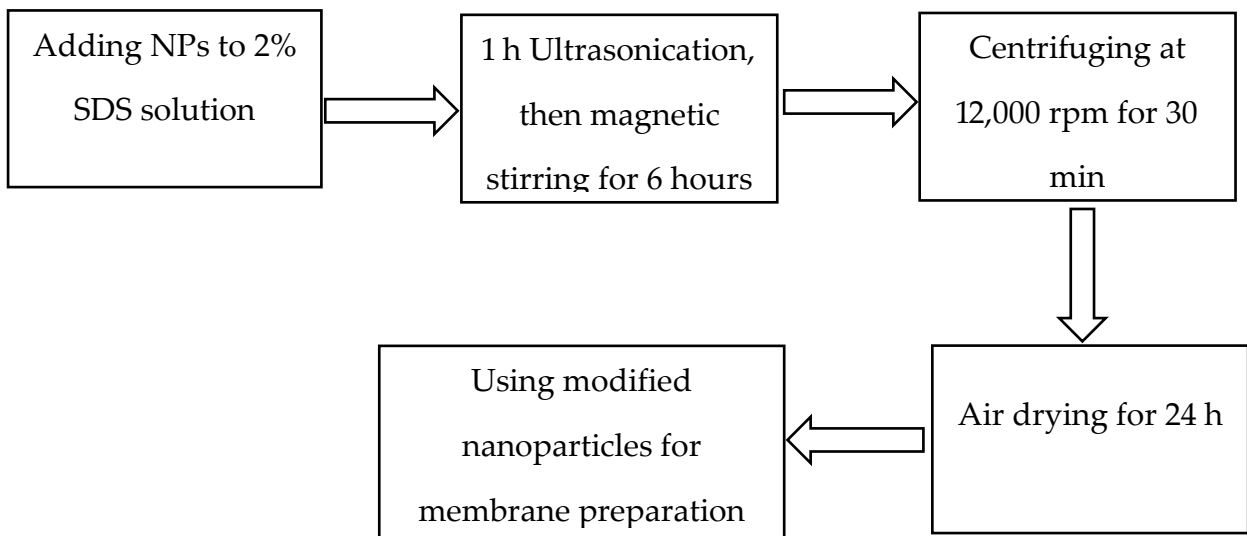 Adding NPs to 2%
SDS solution
1 h Ultrasonication,
then magnetic
stirring for 6 hours
Centrifuging at
12,000 rpm for 30
min
Air drying for 24 h
Using modified
nanoparticles for
membrane preparation